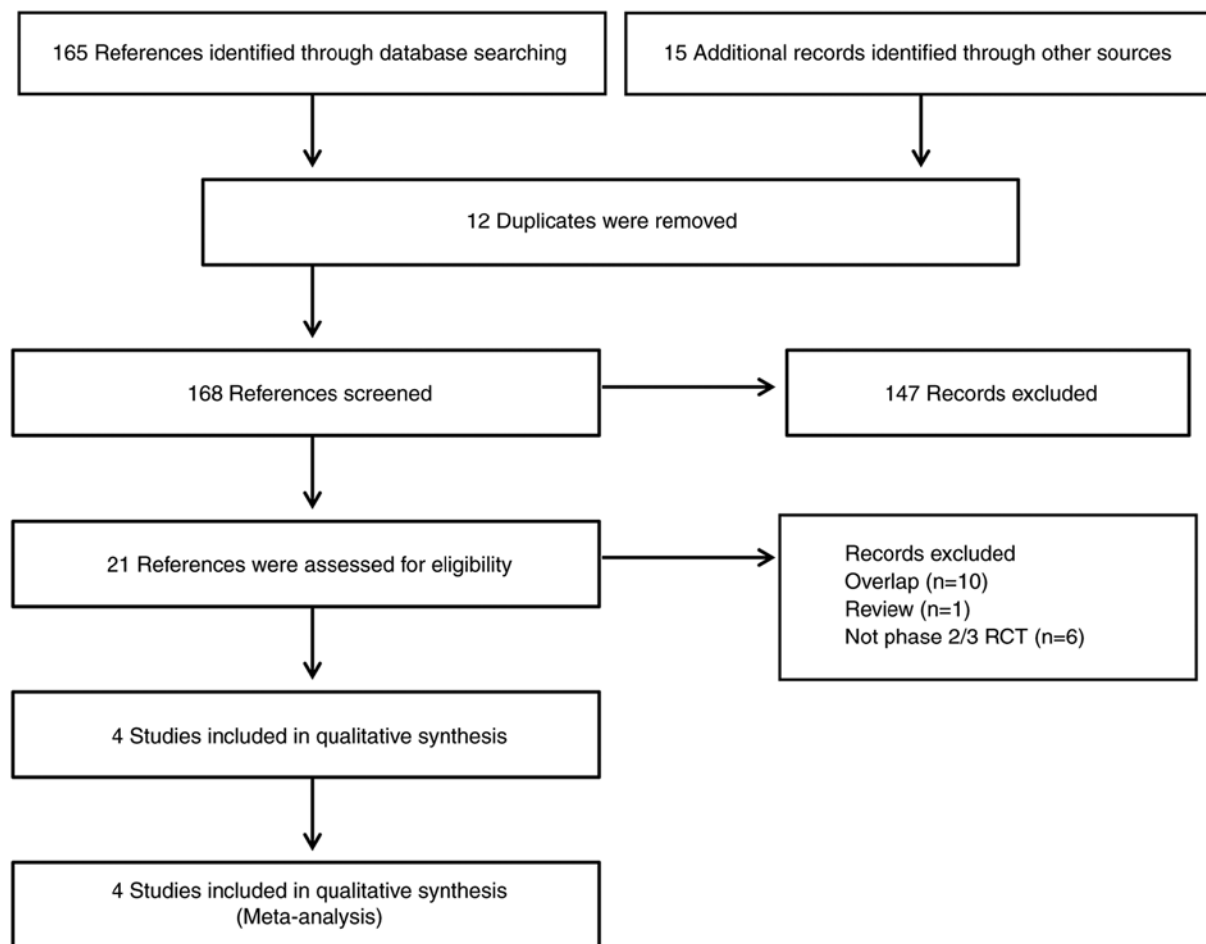 165 References identified through database searching
15 Additional records identified through other sources
12 Duplicates were removed
168 References screened
147 Records excluded
21 References were assessed for eligibility
Records excluded
Overlap (n=10)
Review (n=1)
Not phase 2/3 RCT (n=6)
4 Studies included in qualitative synthesis
4 Studies included in qualitative synthesis
(Meta-analysis)